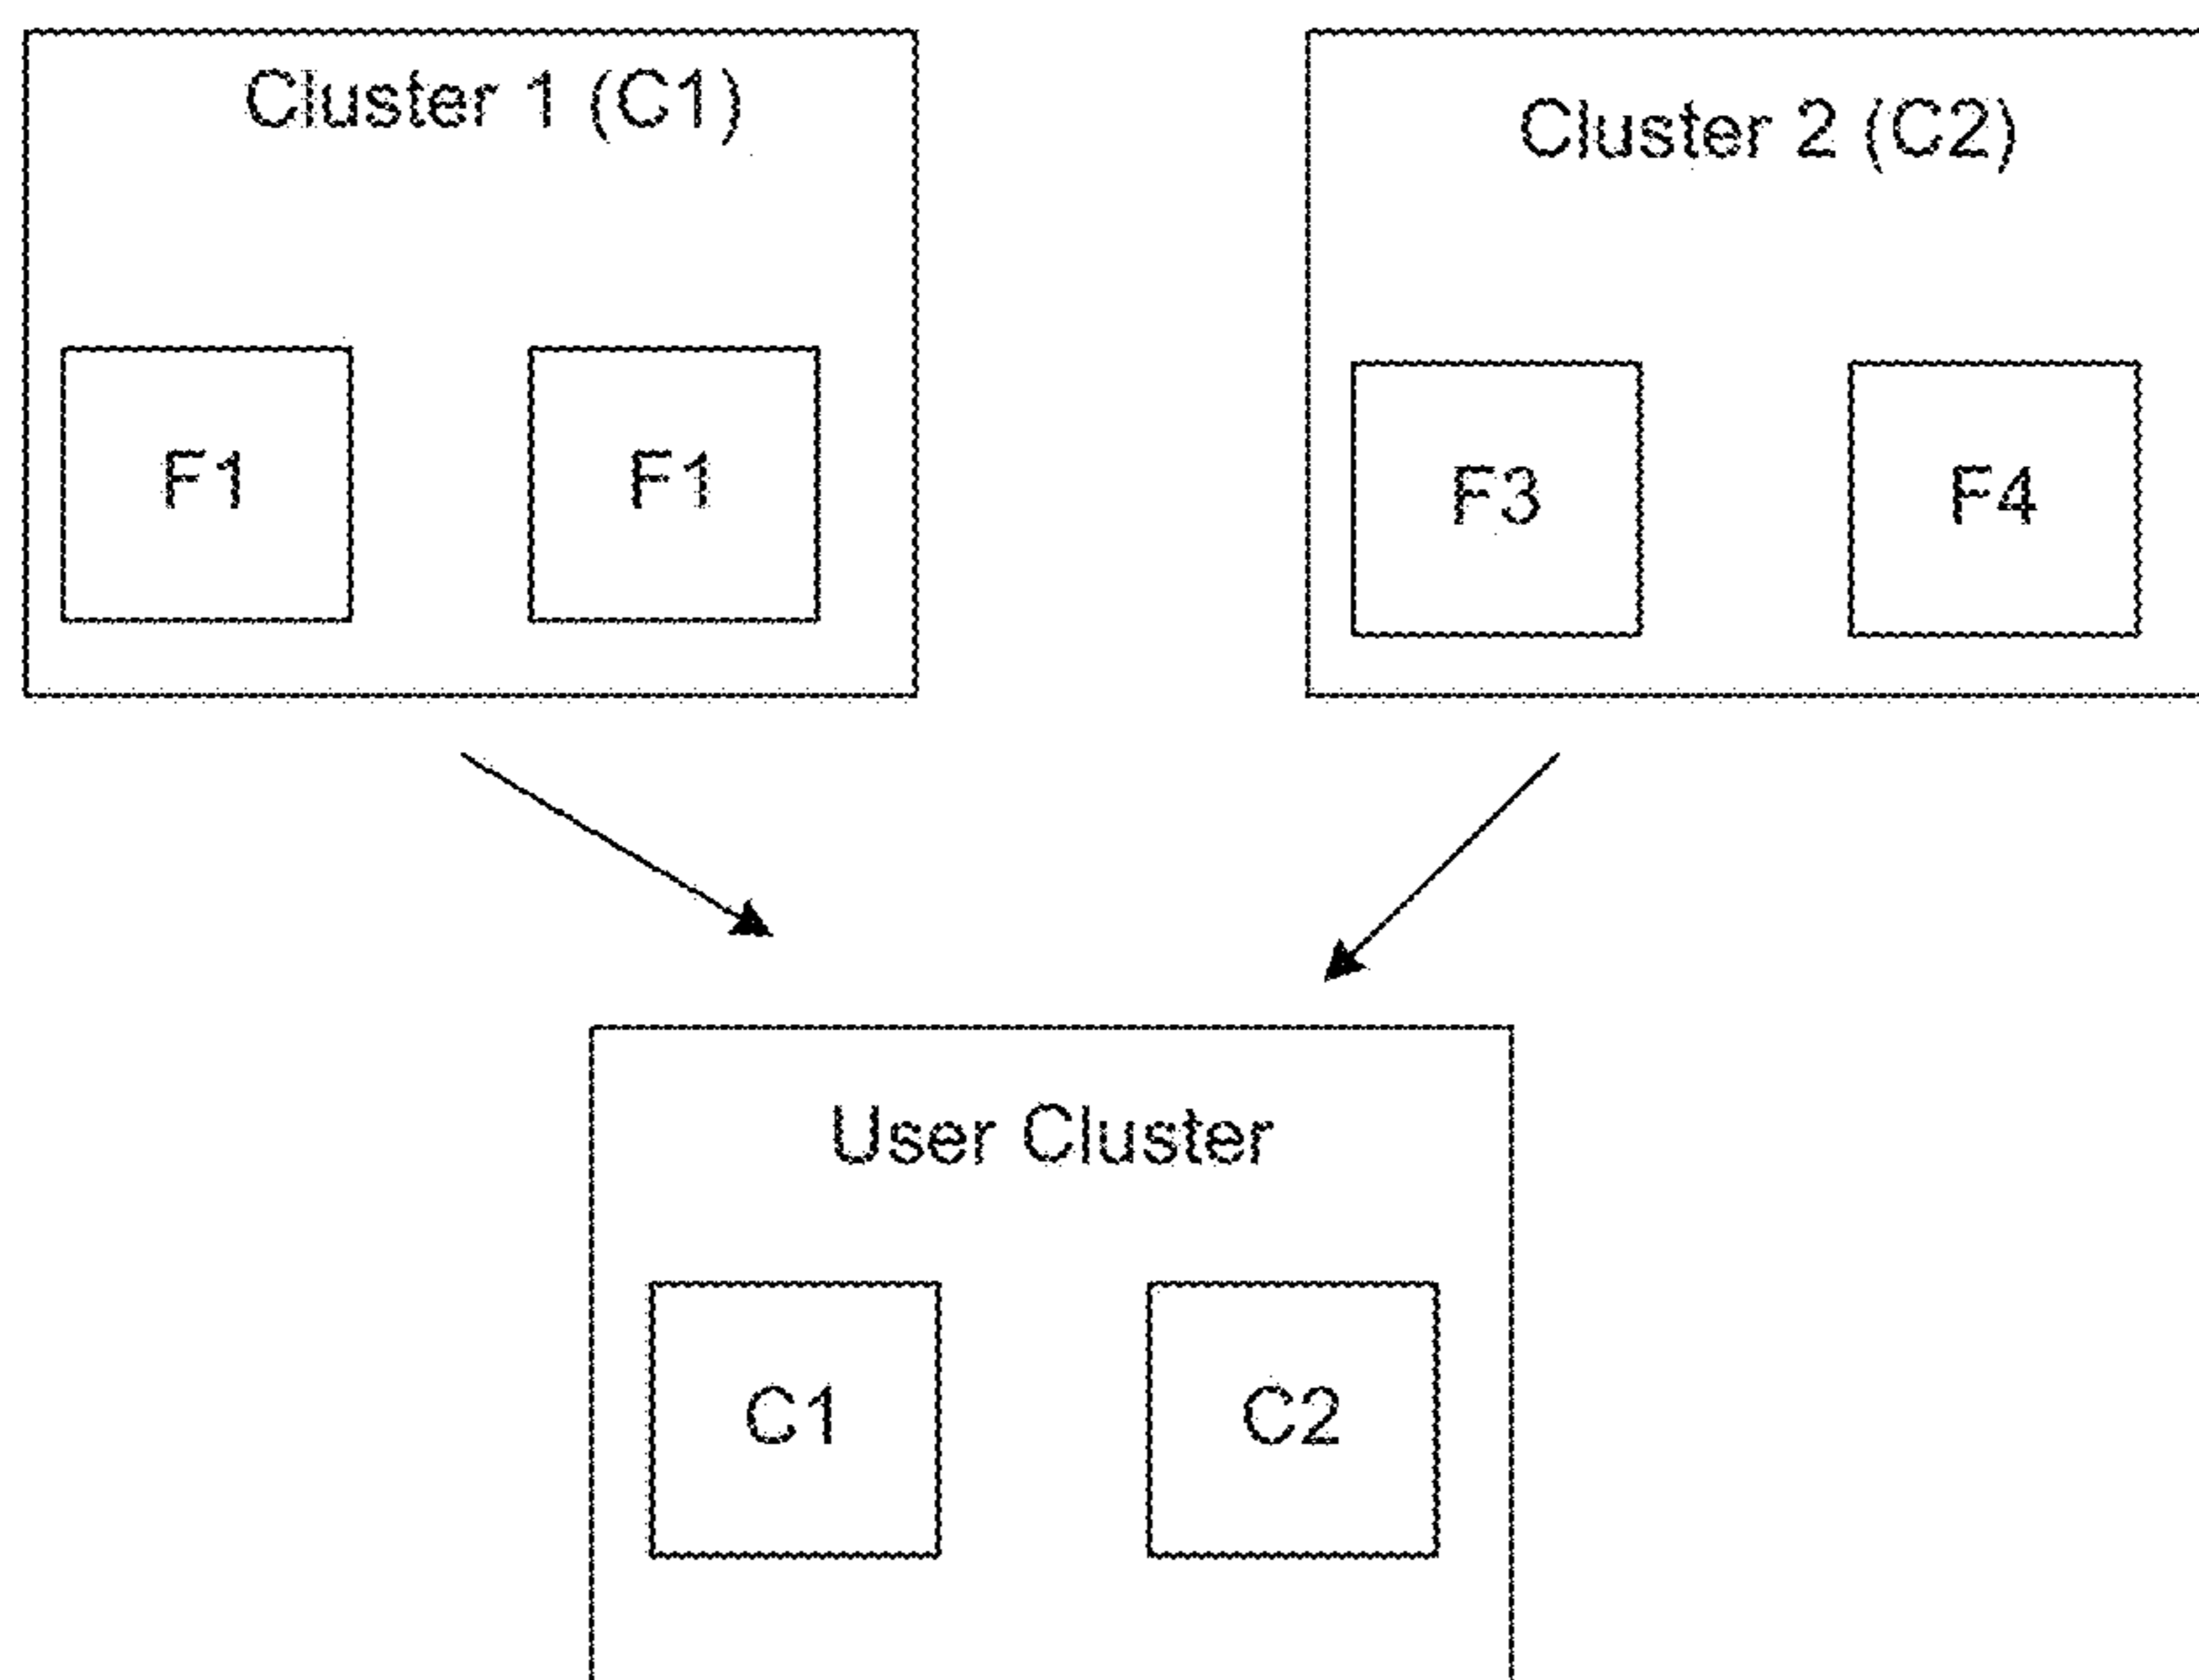 Cluster 1 (C1)
Cluster 2 (C2)
F1
F1
F3
F4
User Cluster
C1
C2